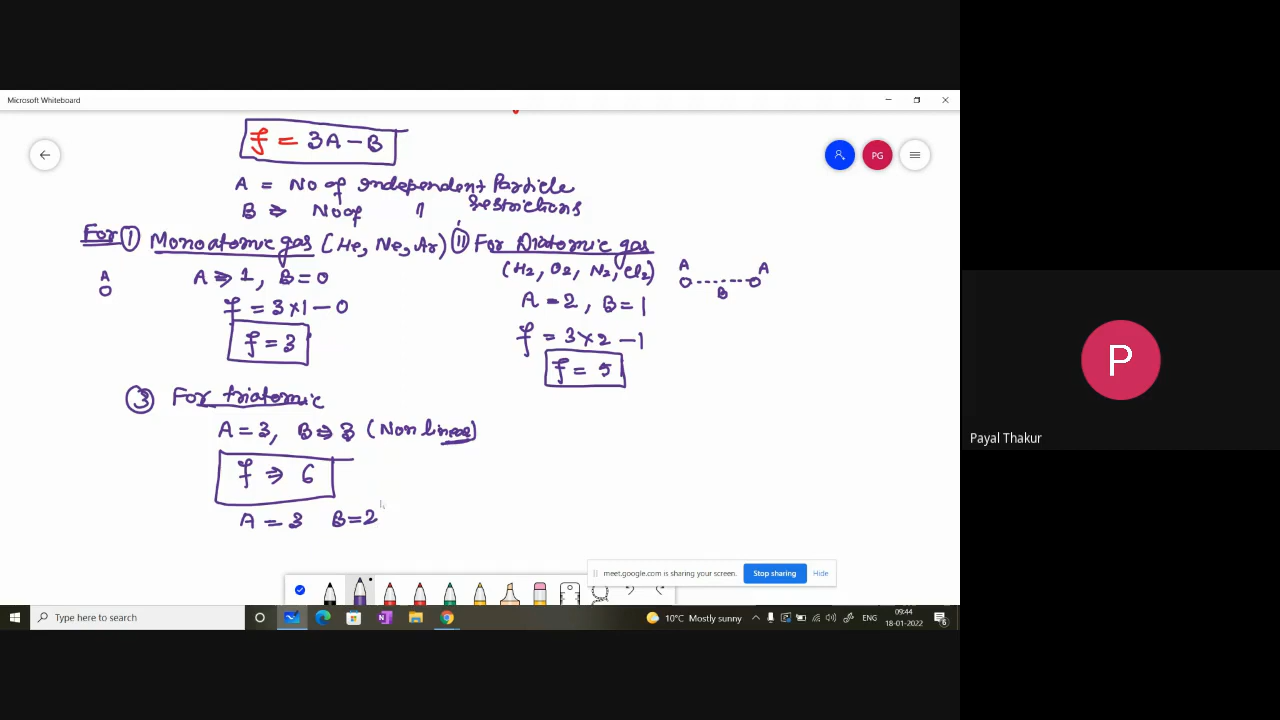 Microsoft Whiteboard
f = 3A - B
PG
A = No of independent Particle
B ⇒ No of 〃 restrictions
For ① Monoatomic gas (He, Ne, Ar)
A ⇒ 1, B = 0
A
f = 3 × 1 - 0
f = 3
ii For Diatomic gas
(H2, O2, N2, Cl2)
A A
B
A = 2, B = 1
f = 3 × 2 - 1
f = 5
③ For triatomic
A = 3, B ⇒ 3 (Non linear)
f ⇒ 6
A = 3 B = 2
P
Payal Thakur
meet.google.com is sharing your screen. Stop sharing Hide
Type here to search
10°C Mostly sunny ENG 09:44
18-01-2022
6